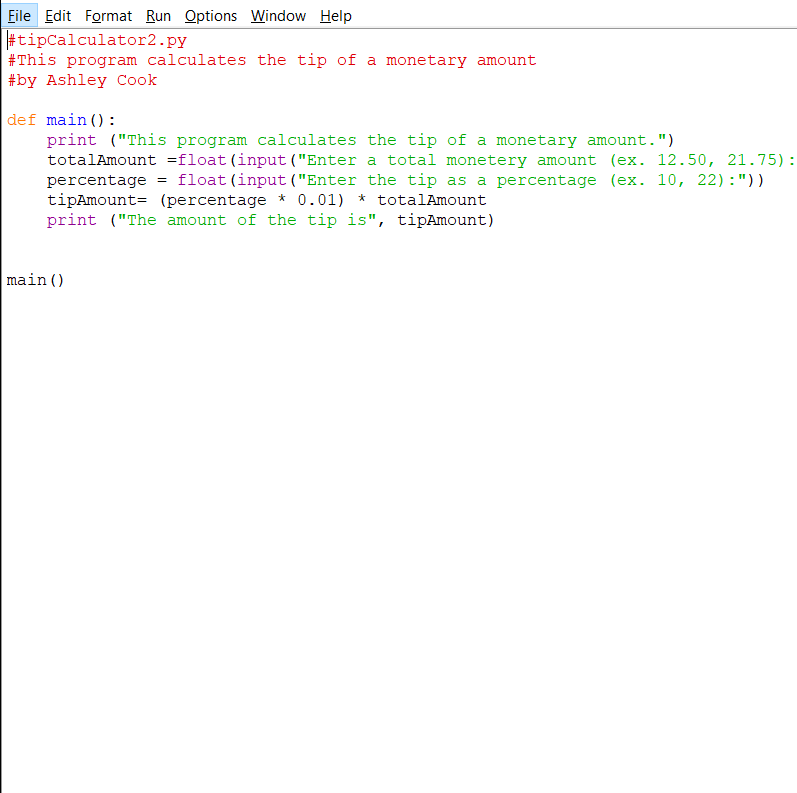 File Edit Format Run Options Window Help
#tipCalculator2.py
#This program calculates the tip of a monetary amount
#by Ashley Cook
def main():
    print ("This program calculates the tip of a monetary amount.")
    totalAmount =float(input("Enter a total monetery amount (ex. 12.50, 21.75):
    percentage = float(input("Enter the tip as a percentage (ex. 10, 22):"))
    tipAmount= (percentage * 0.01) * totalAmount
    print ("The amount of the tip is", tipAmount)
main()